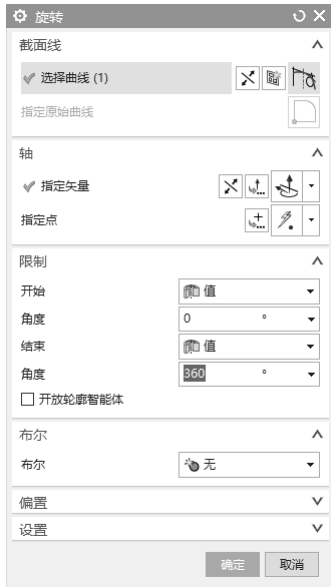 旋转
截面线
选择曲线 (1)
指定原始曲线
轴
指定矢量
指定点
限制
开始 值
角度 0 °
结束 值
角度 360 °
开放轮廓智能体
布尔
布尔 无
偏置
设置
确定 取消